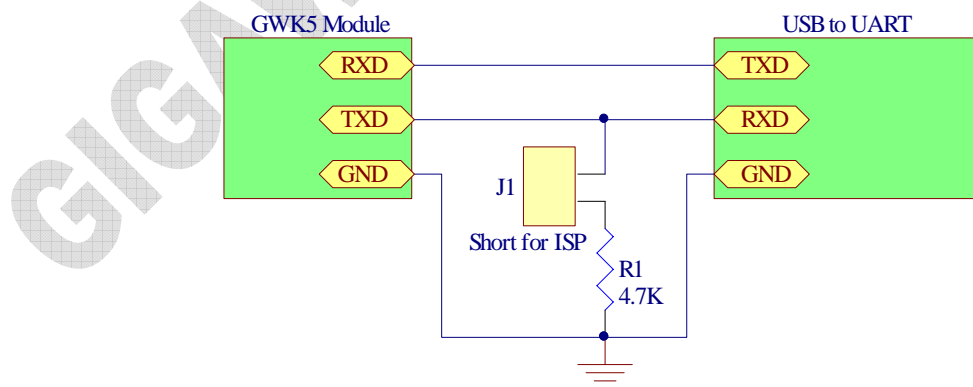 GWK5 Module
USB to UART
RXD
TXD
TXD
RXD
GND
GND
J1
Short for ISP
R1
4.7K